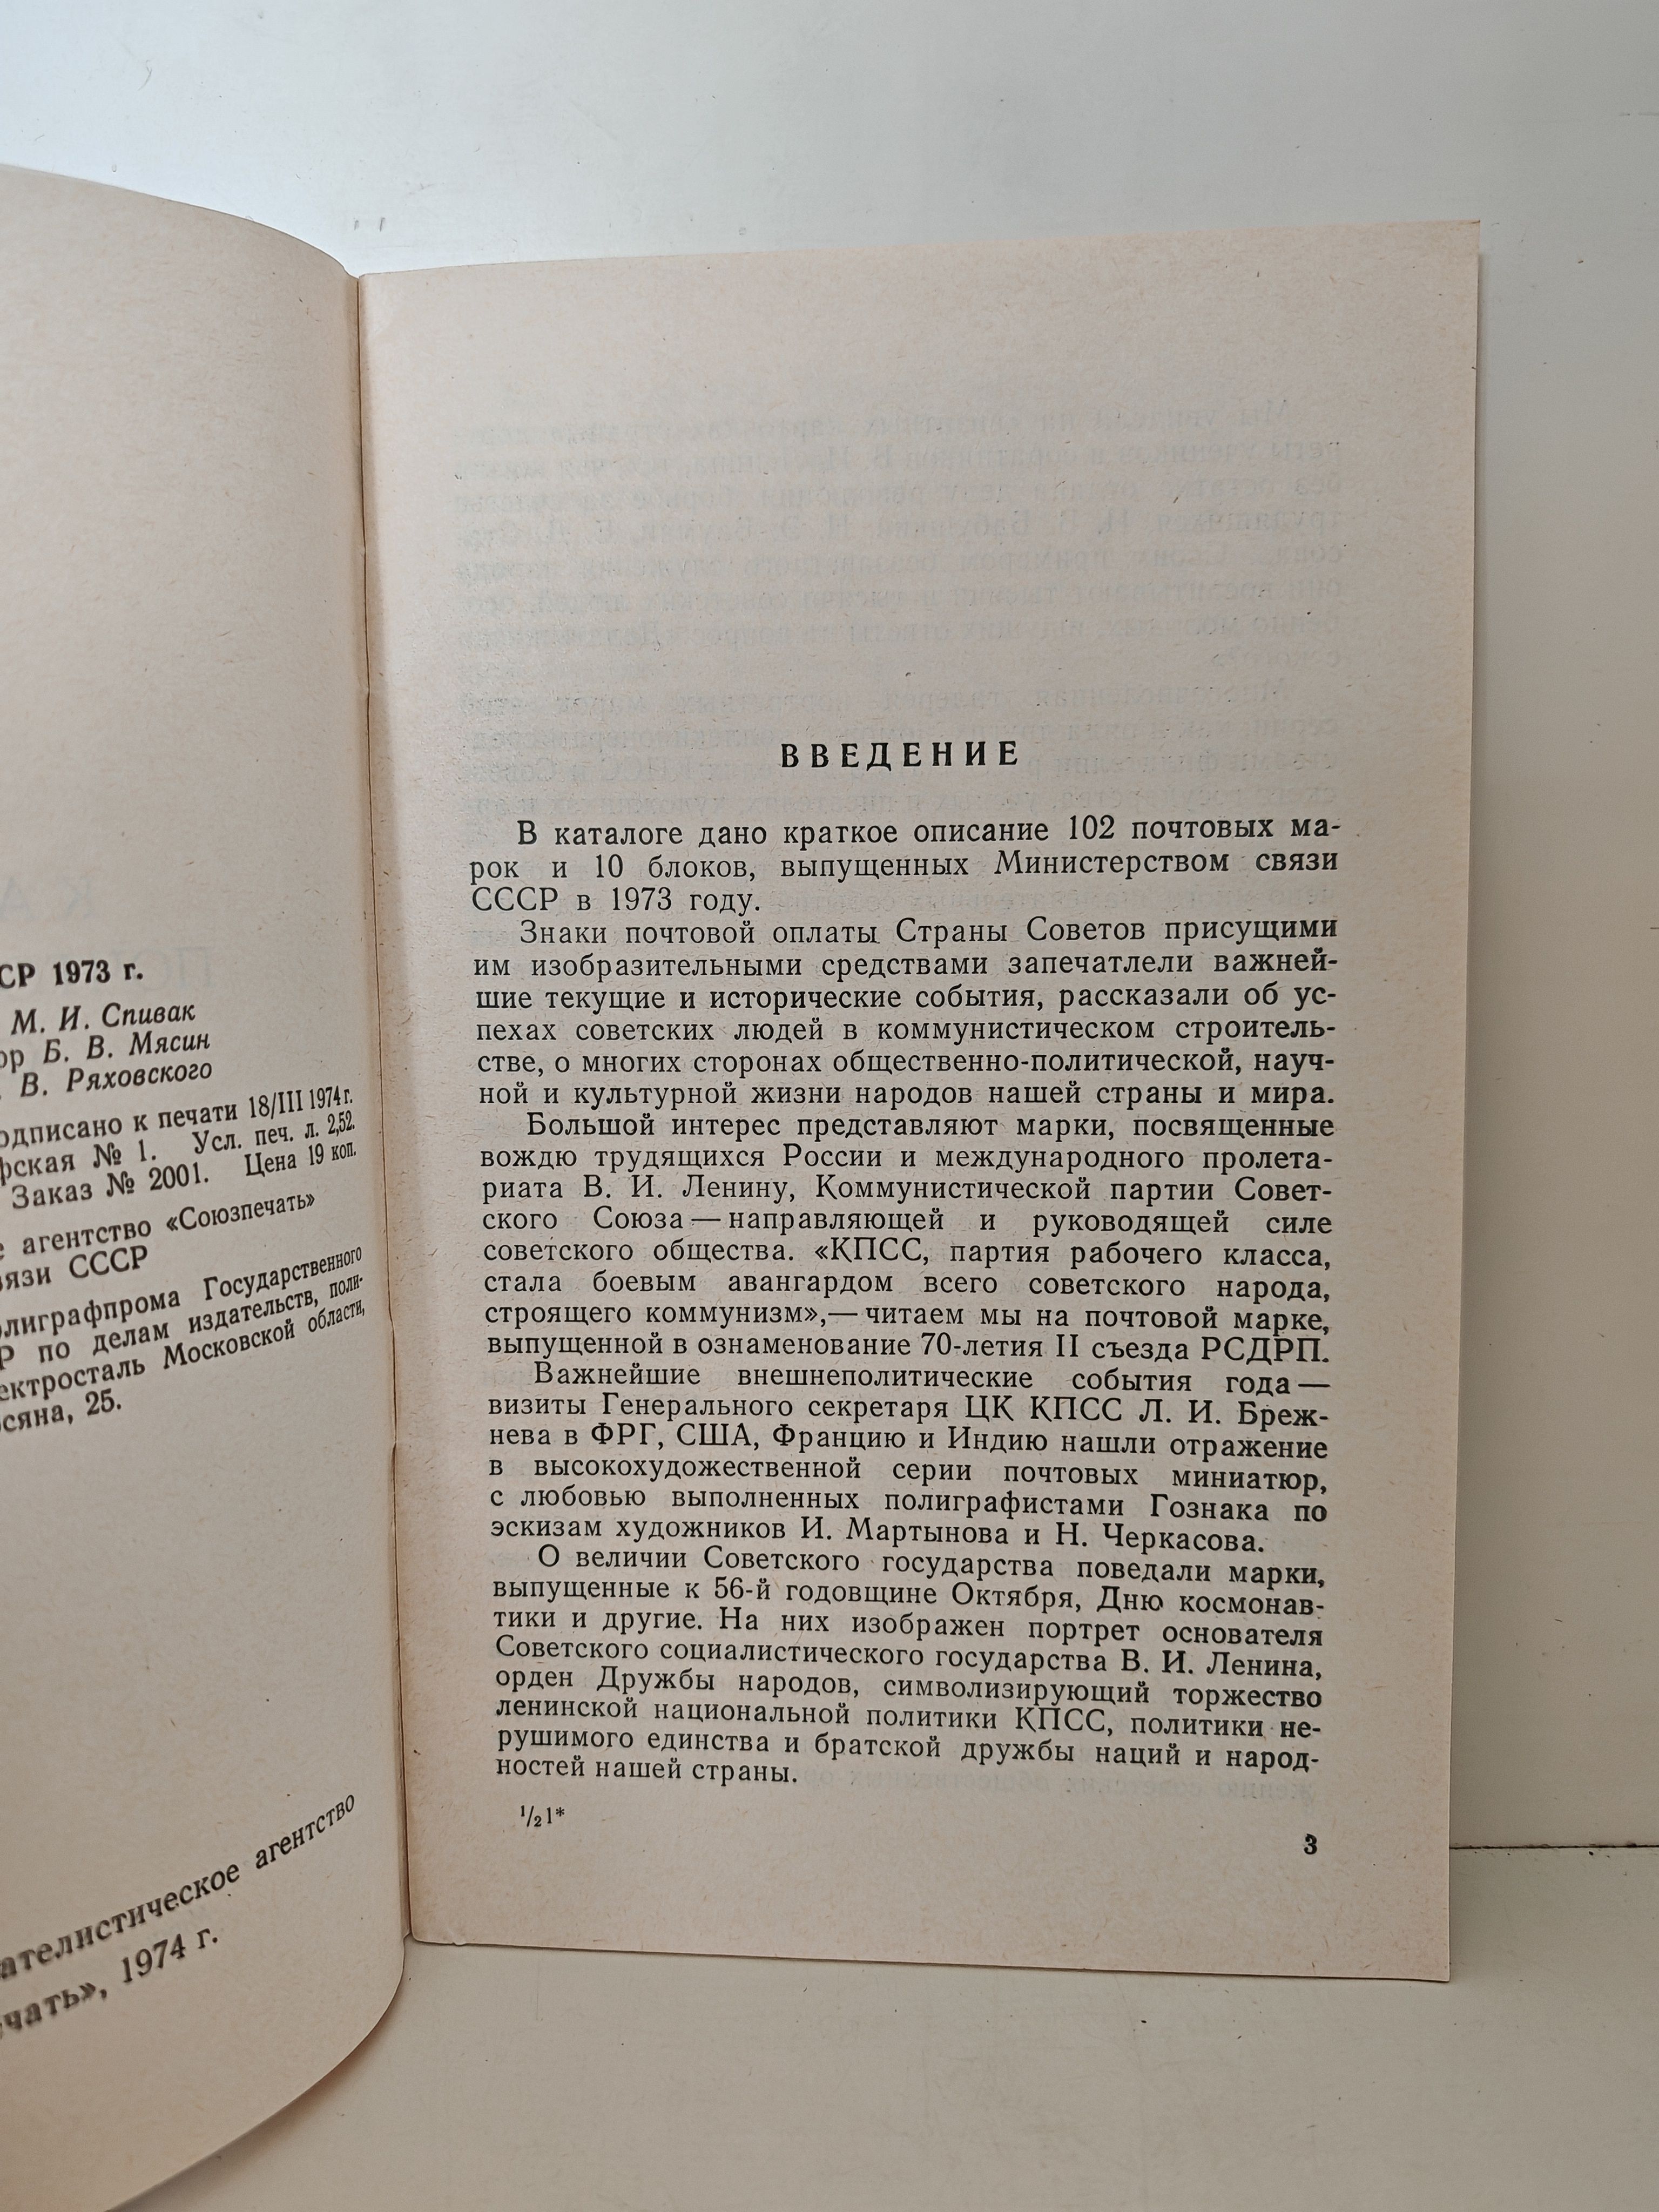 СР 1973 г.
М. И. Спивак
ор Б. В. Мясин
В. Ряховского
одписано к печати 18/III 1974 г.
фская № 1. Усл. печ. л. 2,52.
Заказ № 2001. Цена 19 коп.
е агентство «Союзпечать»
вязи СССР
олиграфпрома Государственного
Р по делам издательств, поли-
ектросталь Московской области,
осяна, 25.
ателистическое агентство
ечать», 1974 г.
ВВЕДЕНИЕ
В каталоге дано краткое описание 102 почтовых ма-
рок и 10 блоков, выпущенных Министерством связи
СССР в 1973 году.
Знаки почтовой оплаты Страны Советов присущими
им изобразительными средствами запечатлели важней-
шие текущие и исторические события, рассказали об ус-
пехах советских людей в коммунистическом строитель-
стве, о многих сторонах общественно-политической, науч-
ной и культурной жизни народов нашей страны и мира.
Большой интерес представляют марки, посвященные
вождю трудящихся России и международного пролета-
риата В. И. Ленину, Коммунистической партии Совет-
ского Союза — направляющей и руководящей силе
советского общества. «КПСС, партия рабочего класса,
стала боевым авангардом всего советского народа,
строящего коммунизм», — читаем мы на почтовой марке,
выпущенной в ознаменование 70-летия II съезда РСДРП.
Важнейшие внешнеполитические события года —
визиты Генерального секретаря ЦК КПСС Л. И. Бреж-
нева в ФРГ, США, Францию и Индию нашли отражение
в высокохудожественной серии почтовых миниатюр,
с любовью выполненных полиграфистами Гознака по
эскизам художников И. Мартынова и Н. Черкасова.
О величии Советского государства поведали марки,
выпущенные к 56-й годовщине Октября, Дню космонав-
тики и другие. На них изображен портрет основателя
Советского социалистического государства В. И. Ленина,
орден Дружбы народов, символизирующий торжество
ленинской национальной политики КПСС, политики не-
рушимого единства и братской дружбы наций и народ-
ностей нашей страны.
1/2 1*
3